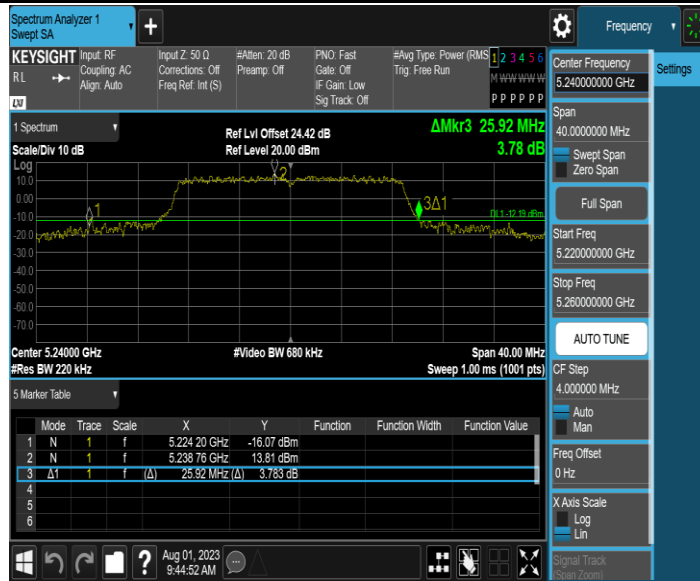 Spectrum Analyzer 1
Swept SA
+
Frequency
KEYSIGHT
RL
LXI
Input: RF
Coupling: AC
Align: Auto
Input Z: 50 Ω
Corrections: Off
Freq Ref: Int (S)
#Atten: 20 dB
Preamp: Off
PNO: Fast
Gate: Off
IF Gain: Low
Sig Track: Off
#Avg Type: Power (RMS
Trig: Free Run
1 2 3 4 5 6
M W W W W W
P P P P P P
1 Spectrum
Scale/Div 10 dB
Ref Lvl Offset 24.42 dB
Ref Level 20.00 dBm
ΔMkr3 25.92 MHz
3.78 dB
Log
10.0
0.00
-10.0
-20.0
-30.0
-40.0
-50.0
-60.0
-70.0
1
2
3Δ1
DL1 -12.19 dBm
Center 5.24000 GHz
#Video BW 680 kHz
Span 40.00 MHz
#Res BW 220 kHz
Sweep 1.00 ms (1001 pts)
5 Marker Table
Mode Trace Scale X Y Function Function Width Function Value
1 N 1 f 5.224 20 GHz -16.07 dBm
2 N 1 f 5.238 76 GHz 13.81 dBm
3 Δ1 1 f (Δ) 25.92 MHz (Δ) 3.783 dB
4
5
6
?
Aug 01, 2023
9:44:52 AM
Center Frequency
5.240000000 GHz
Settings
Span
40.0000000 MHz
Swept Span
Zero Span
Full Span
Start Freq
5.220000000 GHz
Stop Freq
5.260000000 GHz
AUTO TUNE
CF Step
4.000000 MHz
Auto
Man
Freq Offset
0 Hz
X Axis Scale
Log
Lin
Signal Track
(Span Zoom)